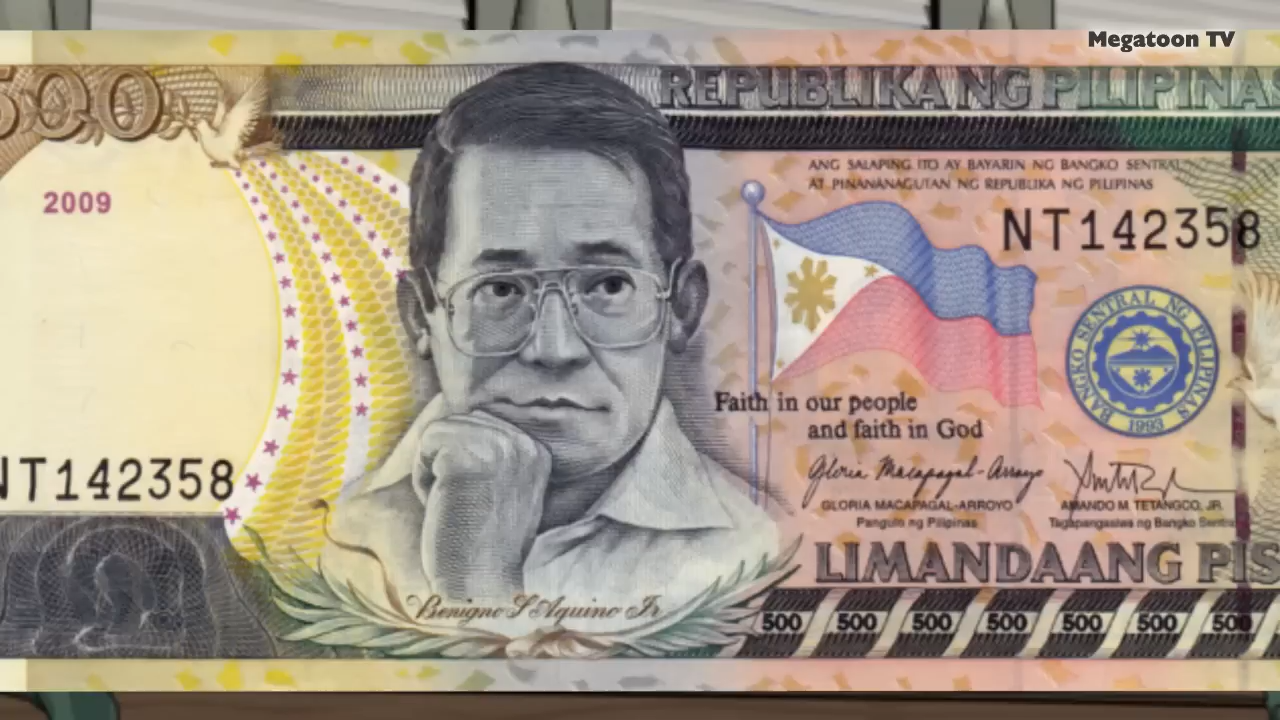 Megatoon TV
500
REPUBLIKA NG PILIPINAS
ANG SALAPING ITO AY BAYARIN NG BANGKO SENTRAL
AT PINANANAGUTAN NG REPUBLIKA NG PILIPINAS
2009
NT142358
BANGKO SENTRAL NG PILIPINAS
1993
Faith in our people
and faith in God
Gloria Macapagal-Arroyo
GLORIA MACAPAGAL-ARROYO
AMANDO M. TETANGCO, JR.
Pangulo ng Pilipinas
Tagapangasiwa ng Bangko Sentra
NT142358
LIMANDAANG PIS
Benigno S Aquino Jr.
500 500 500 500 500 500 500